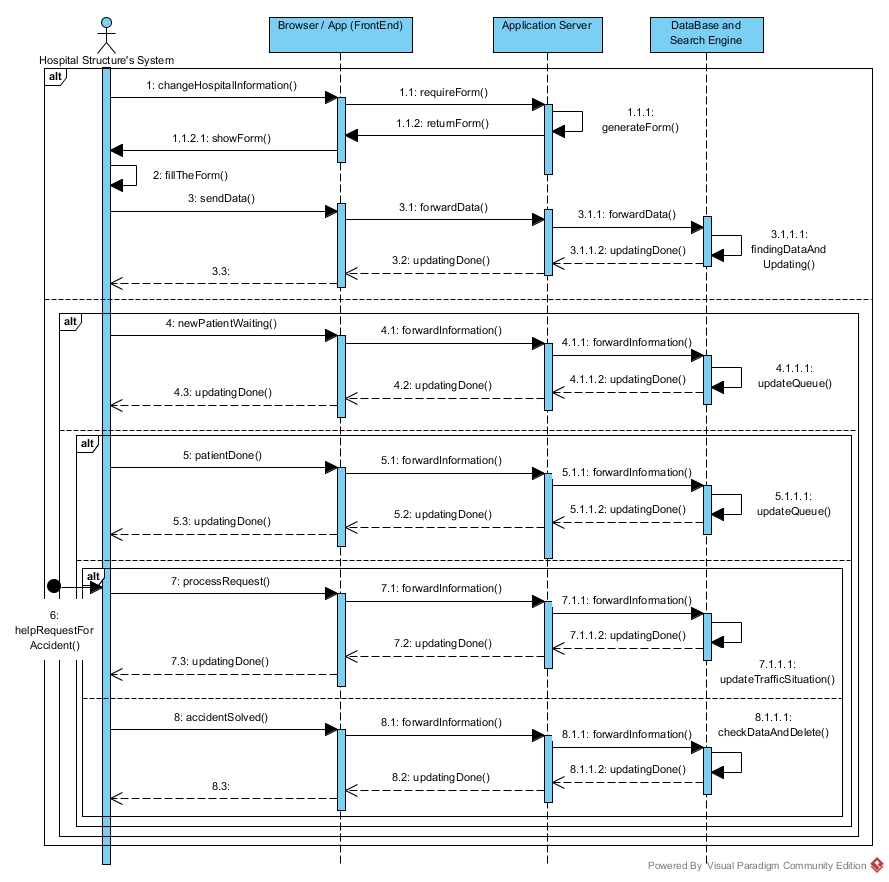 Browser / App (FrontEnd)
Application Server
DataBase and
Search Engine
Hospital Structure's System
alt
1: changeHospitalInformation()
1.1: requireForm()
1.1.1:
generateForm()
1.1.2: returnForm()
1.1.2.1: showForm()
2: fillTheForm()
3: sendData()
3.1: forwardData()
3.1.1: forwardData()
3.1.1.1:
findingDataAnd
Updating()
3.1.1.2: updatingDone()
3.2: updatingDone()
3.3:
alt
4: newPatientWaiting()
4.1: forwardInformation()
4.1.1: forwardInformation()
4.1.1.1:
updateQueue()
4.1.1.2: updatingDone()
4.2: updatingDone()
4.3: updatingDone()
alt
5: patientDone()
5.1: forwardInformation()
5.1.1: forwardInformation()
5.1.1.1:
updateQueue()
5.1.1.2: updatingDone()
5.2: updatingDone()
5.3: updatingDone()
alt
6:
helpRequestFor
Accident()
7: processRequest()
7.1: forwardInformation()
7.1.1: forwardInformation()
7.1.1.2: updatingDone()
7.2: updatingDone()
7.3: updatingDone()
7.1.1.1:
updateTrafficSituation()
8: accidentSolved()
8.1: forwardInformation()
8.1.1.1:
checkDataAndDelete()
8.1.1: forwardInformation()
8.1.1.2: updatingDone()
8.2: updatingDone()
8.3:
Powered By Visual Paradigm Community Edition